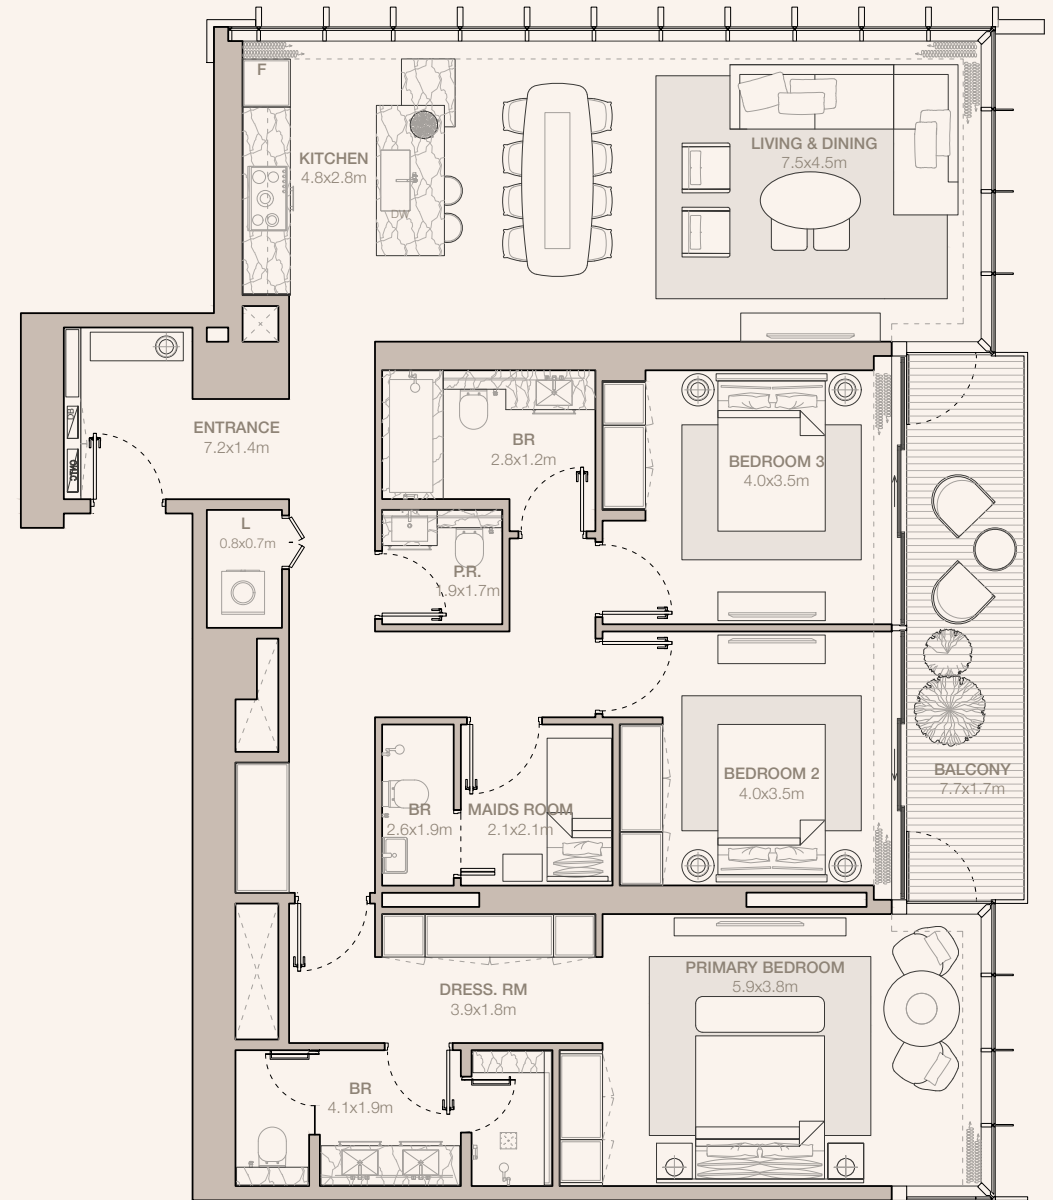 F
KITCHEN
4.8x2.8m
DW
LIVING & DINING
7.5x4.5m
ENTRANCE
7.2x1.4m
BR
2.8x1.2m
BEDROOM 3
4.0x3.5m
L
0.8x0.7m
P.R.
1.9x1.7m
BEDROOM 2
4.0x3.5m
BALCONY
7.7x1.7m
BR
2.6x1.9m
MAIDS ROOM
2.1x2.1m
PRIMARY BEDROOM
5.9x3.8m
DRESS. RM
3.9x1.8m
BR
4.1x1.9m